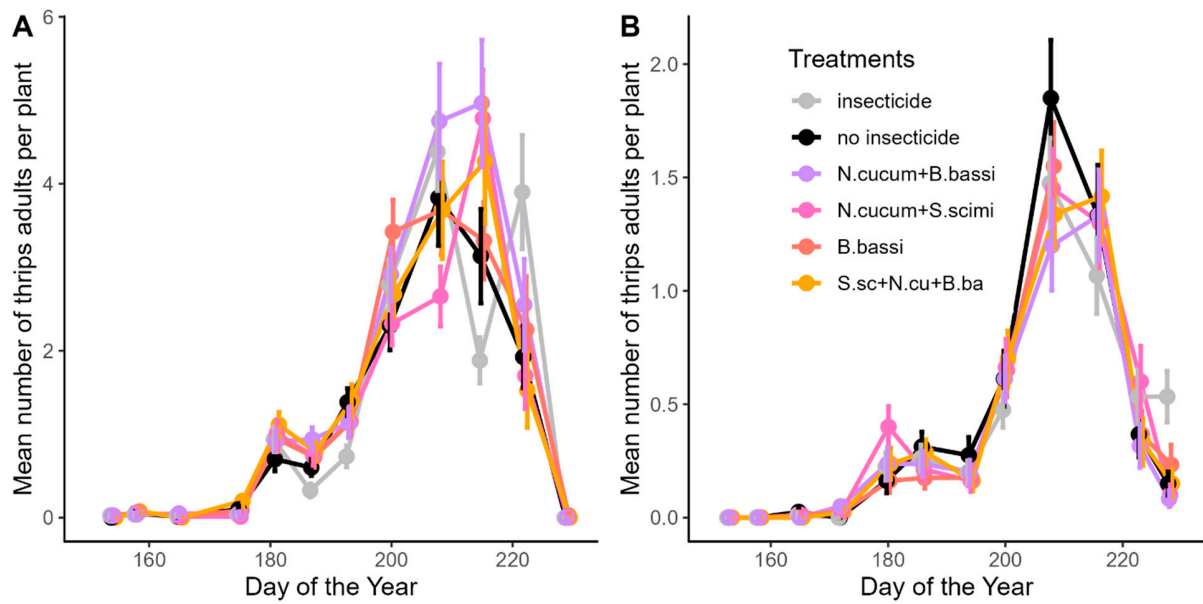 A
Mean number of thrips adults per plant
6
4
2
0
160
180
200
220
Day of the Year
B
Mean number of thrips adults per plant
2.0
1.5
1.0
0.5
0.0
160
180
200
220
Day of the Year
Treatments
insecticide
no insecticide
N.cucum+B.bassi
N.cucum+S.scimi
B.bassi
S.sc+N.cu+B.ba